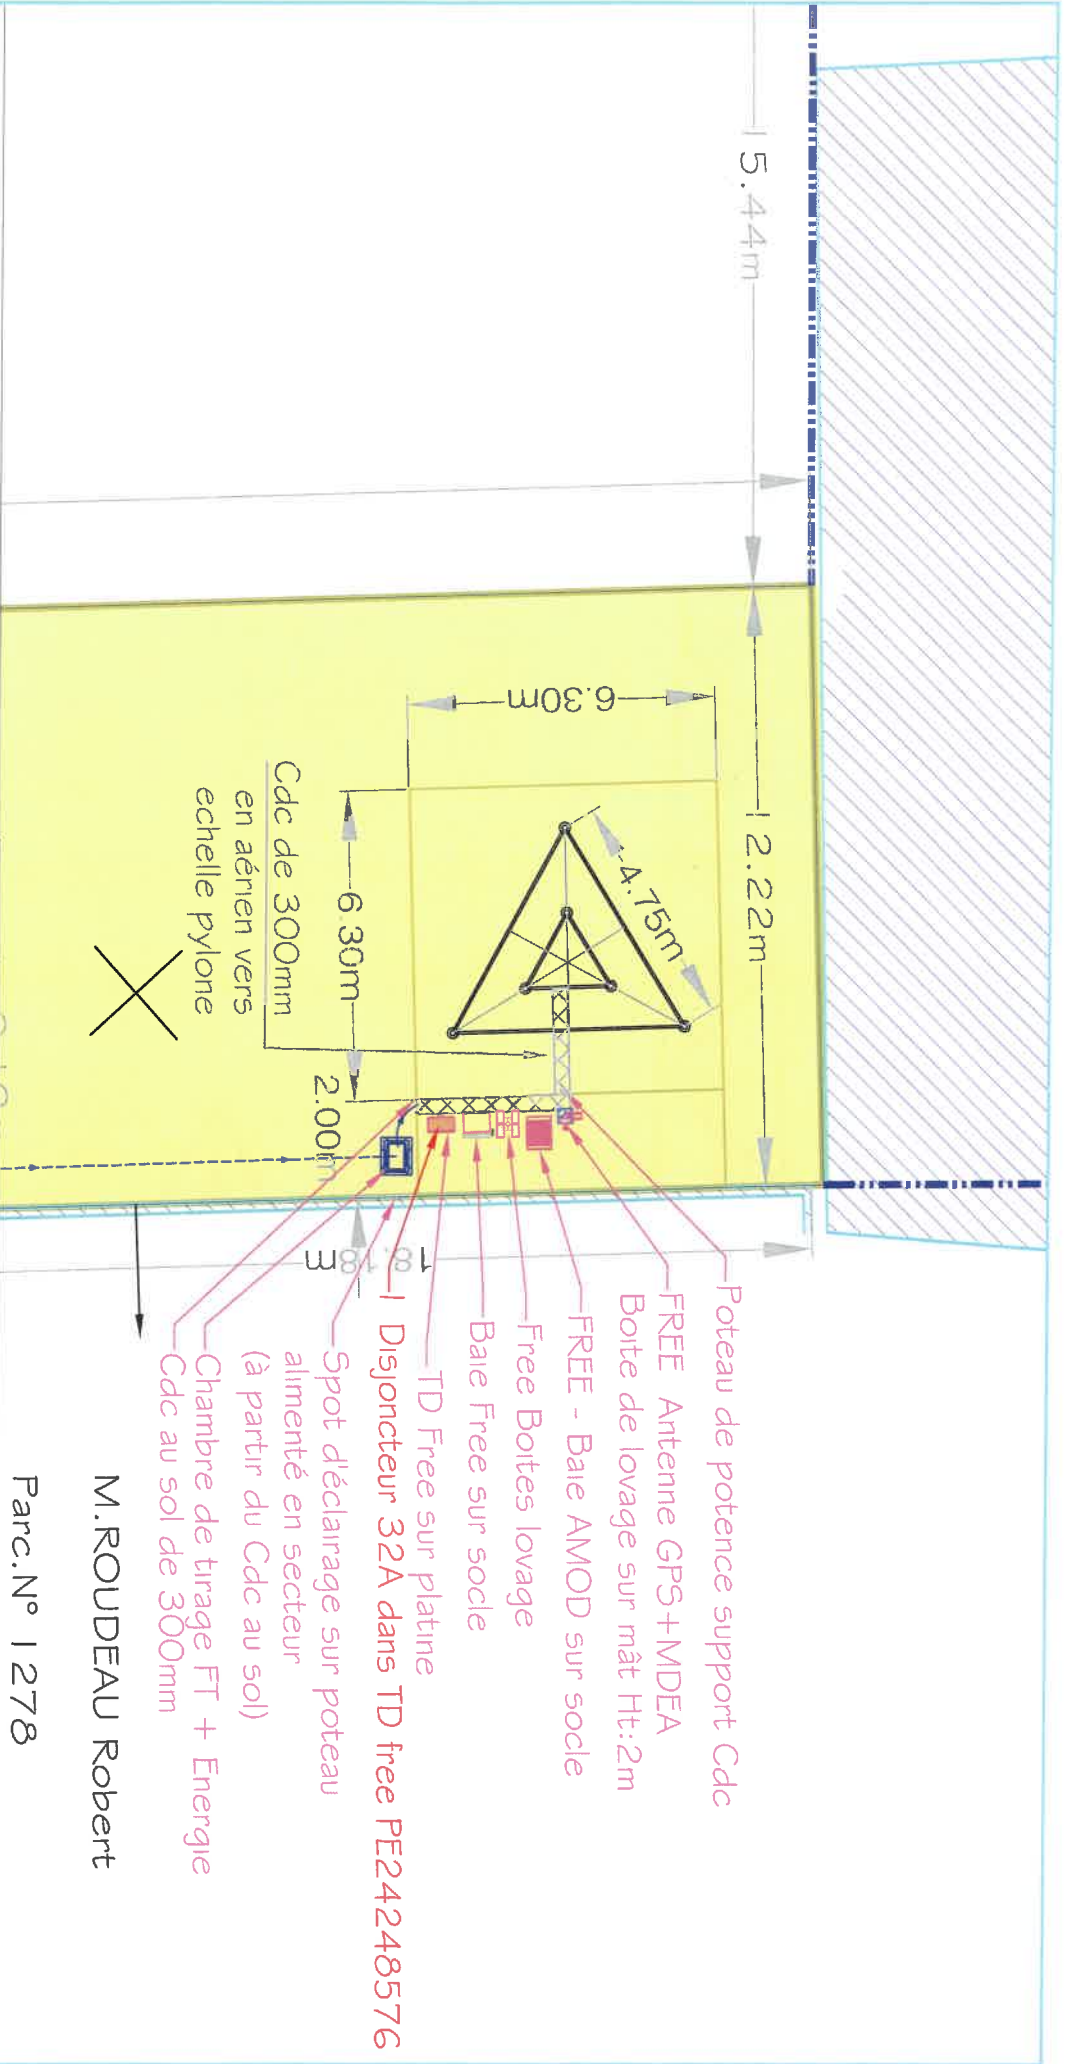 15.44m
12.22m
6.30m
4.75m
6.30m
2.00m
18.18m
Cdc de 300mm
en aérien vers
echelle pylone
Poteau de potence support Cdc
FREE Antenne GPS+MDEA
Boite de lovage sur mât Ht:2m
FREE - Baie AMOD sur socle
Free Boites lovage
Baie Free sur socle
TD Free sur platine
1 Disjoncteur 32A dans TD free PE24248576
Spot d'éclairage sur poteau
alimenté en secteur
(à partir du Cdc au sol)
Chambre de tirage FT + Energie
Cdc au sol de 300mm
M.ROUDEAU Robert
Parc.N° 1278